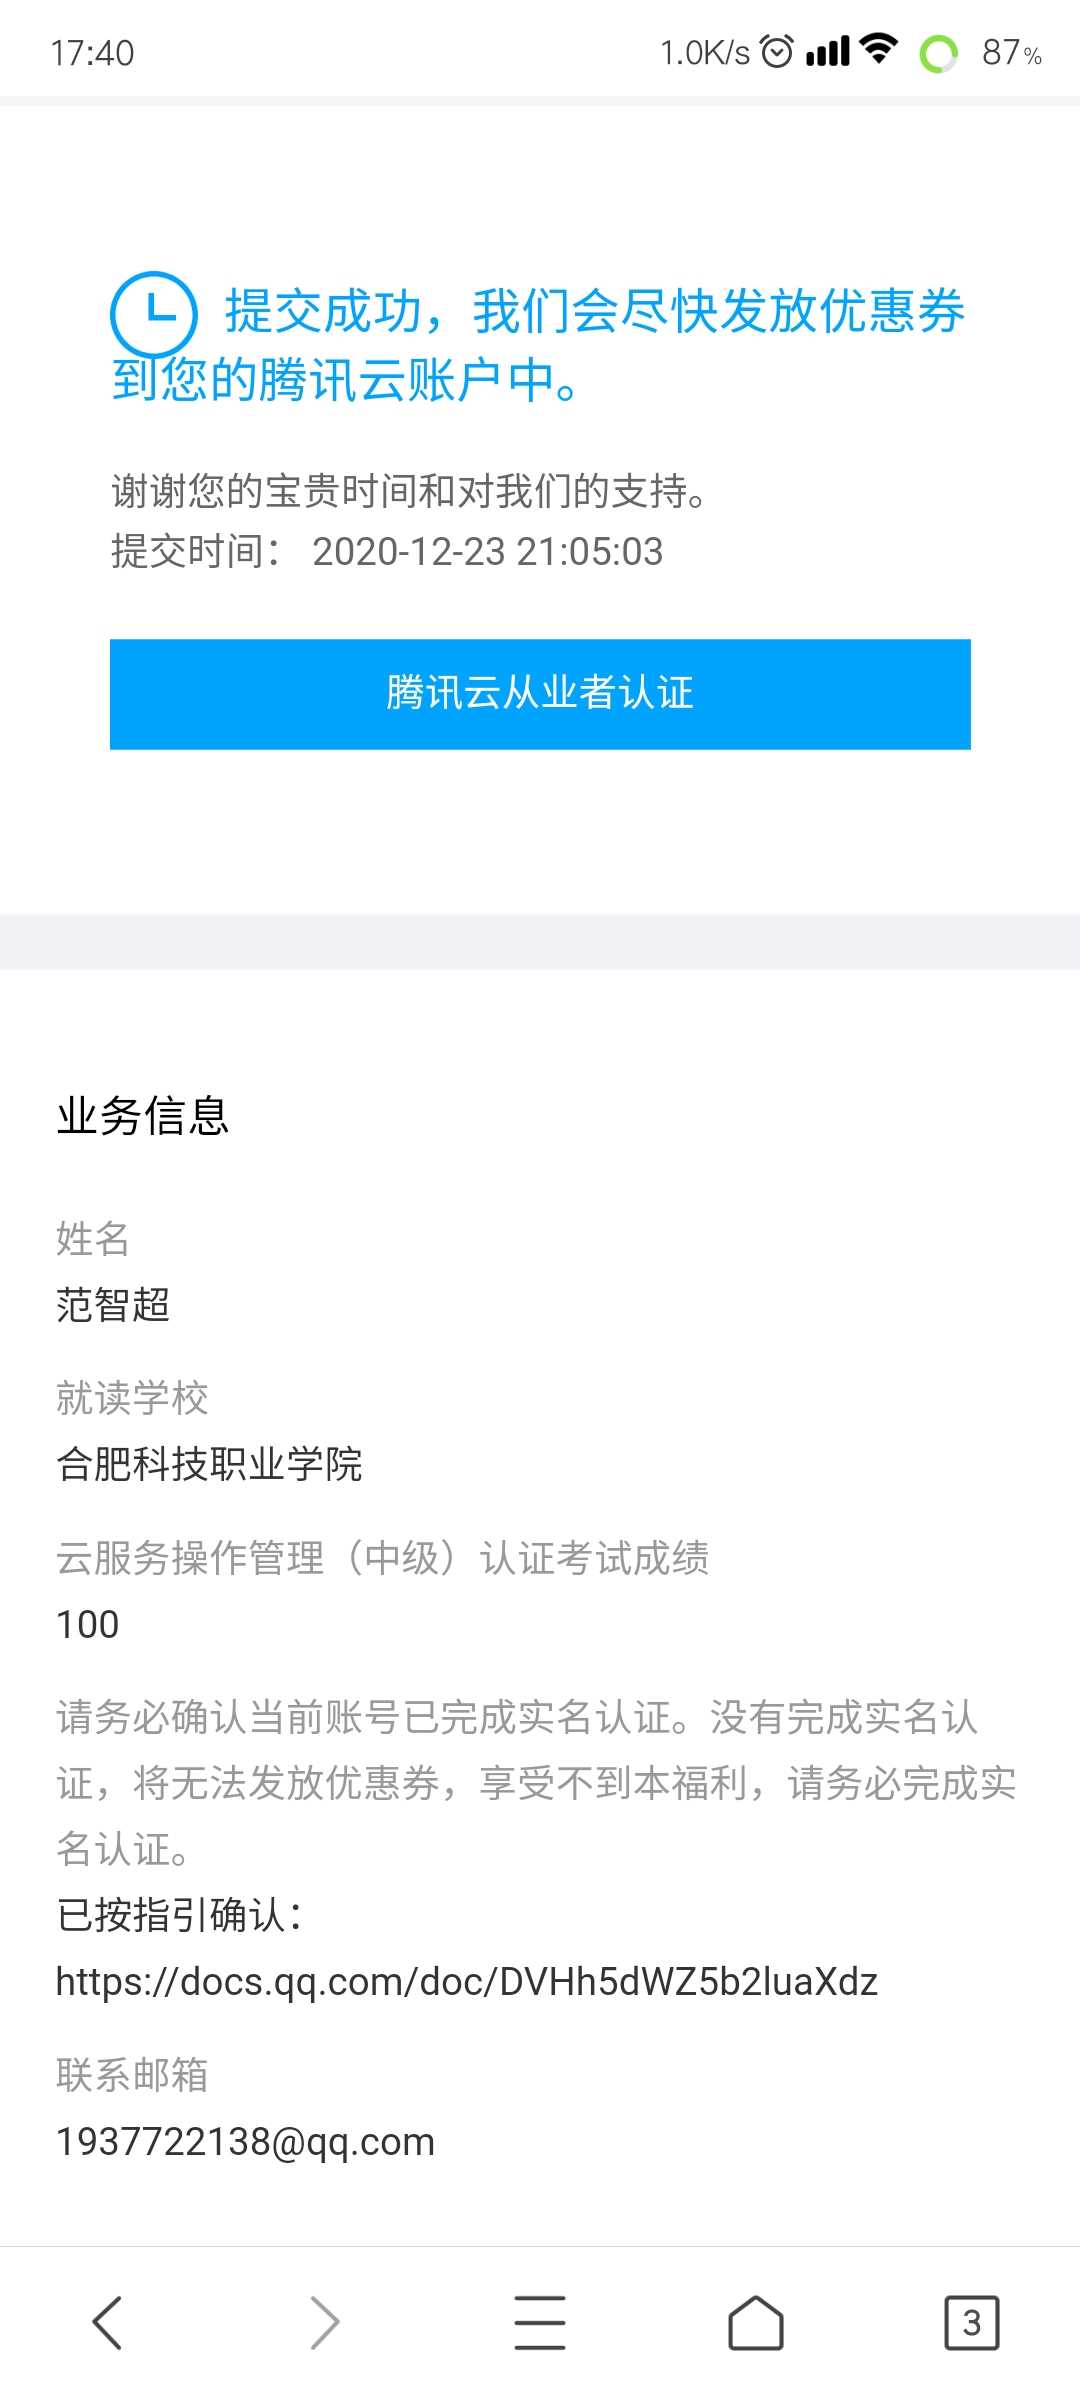 17:40
1.0K/s
87%
提交成功，我们会尽快发放优惠券
到您的腾讯云账户中。
谢谢您的宝贵时间和对我们的支持。
提交时间： 2020-12-23 21:05:03
腾讯云从业者认证
业务信息
姓名
范智超
就读学校
合肥科技职业学院
云服务操作管理（中级）认证考试成绩
100
请务必确认当前账号已完成实名认证。没有完成实名认
证，将无法发放优惠券，享受不到本福利，请务必完成实
名认证。
已按指引确认：
https://docs.qq.com/doc/DVHh5dWZ5b2luaXdz
联系邮箱
1937722138@qq.com
3